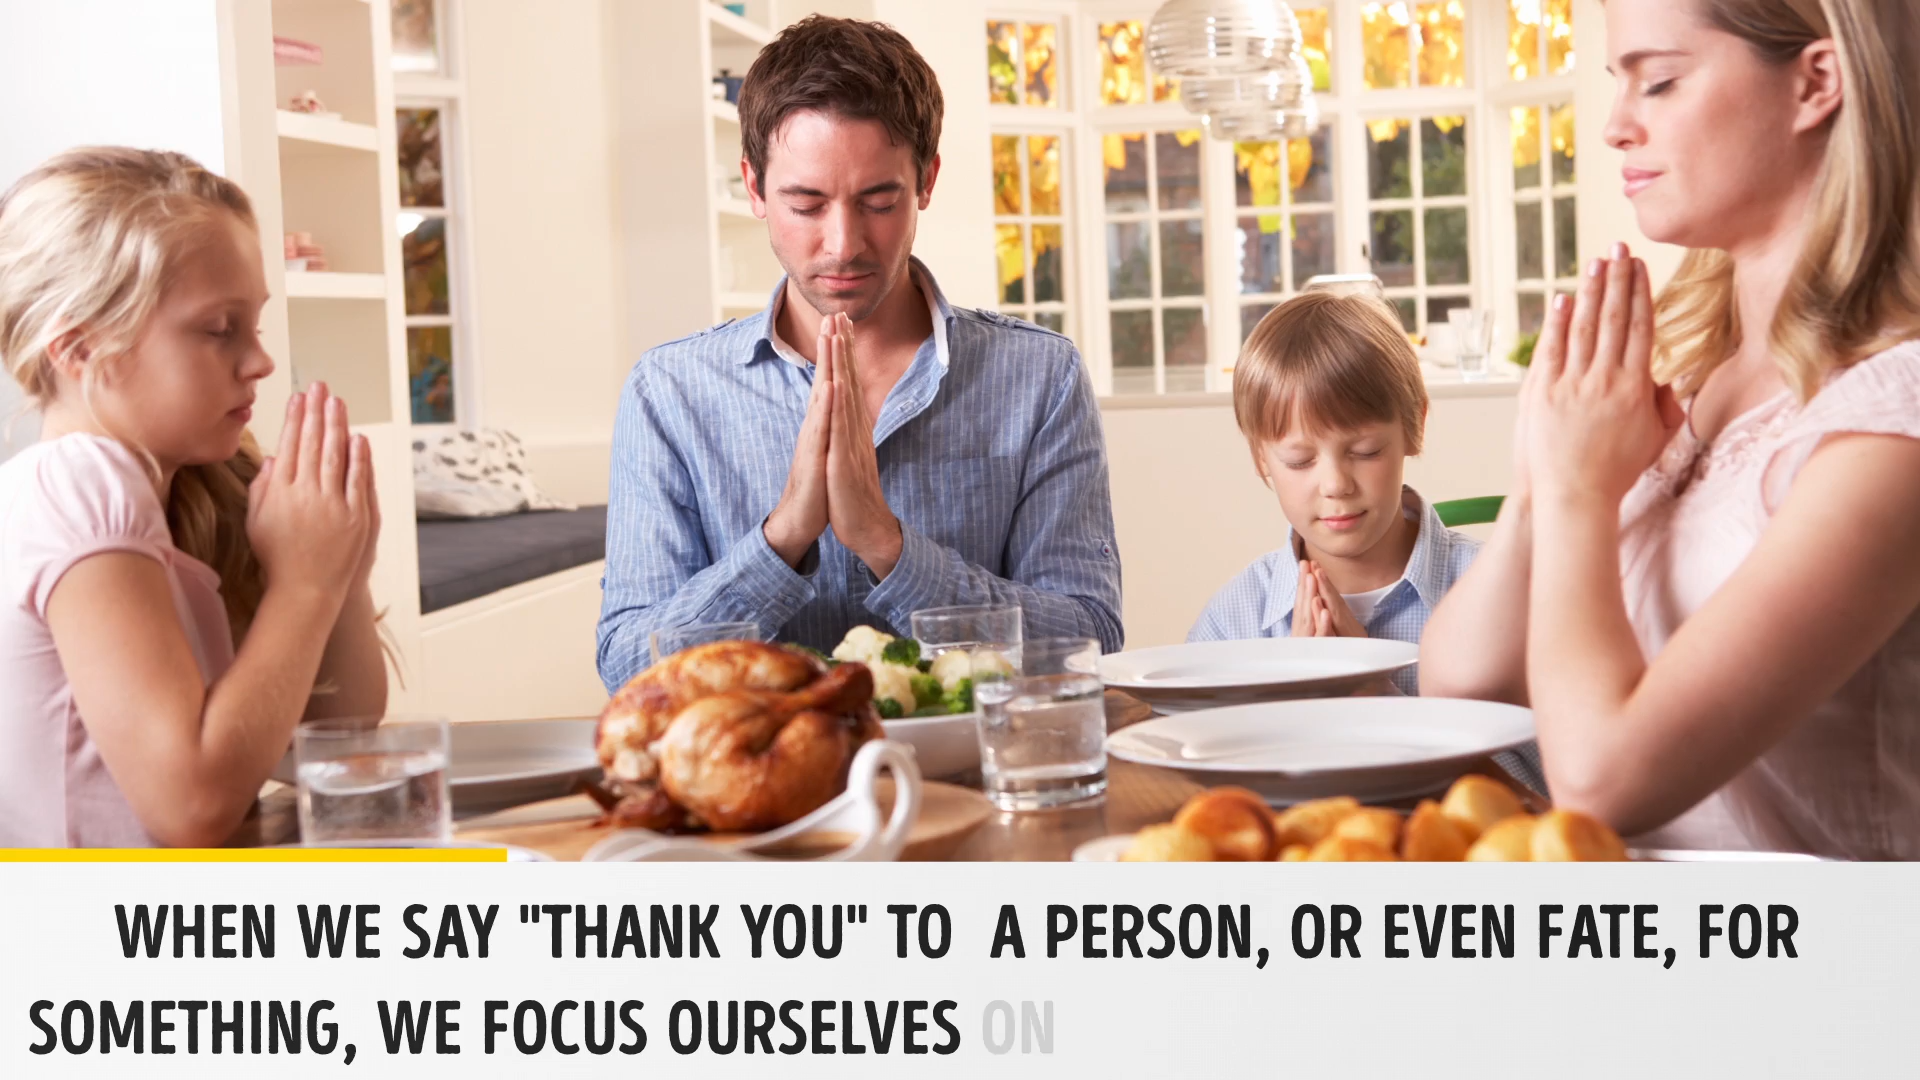 WHEN WE SAY "THANK YOU" TO  A PERSON, OR EVEN FATE, FOR
SOMETHING, WE FOCUS OURSELVES ON